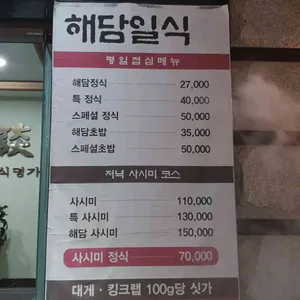 해담일식
평일점심메뉴
해담정식 27,000
특 정식 40,000
스페셜 정식 50,000
해담초밥 35,000
스페셜초밥 50,000
저녁 사시미 코스
사시미 110,000
특 사시미 130,000
해담 사시미 150,000
사시미 정식 70,000
대게 · 킹크랩 100g당 싯가
식명가